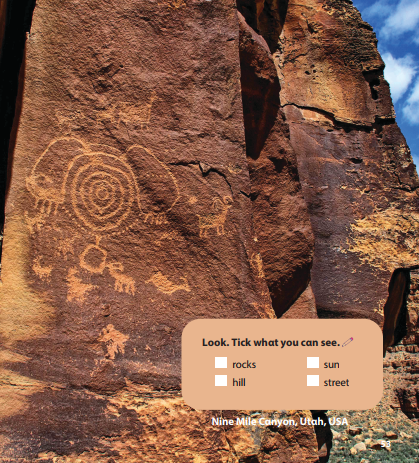 Look. Tick what you can see.
rocks
sun
hill
street
Nine Mile Canyon, Utah, USA
33